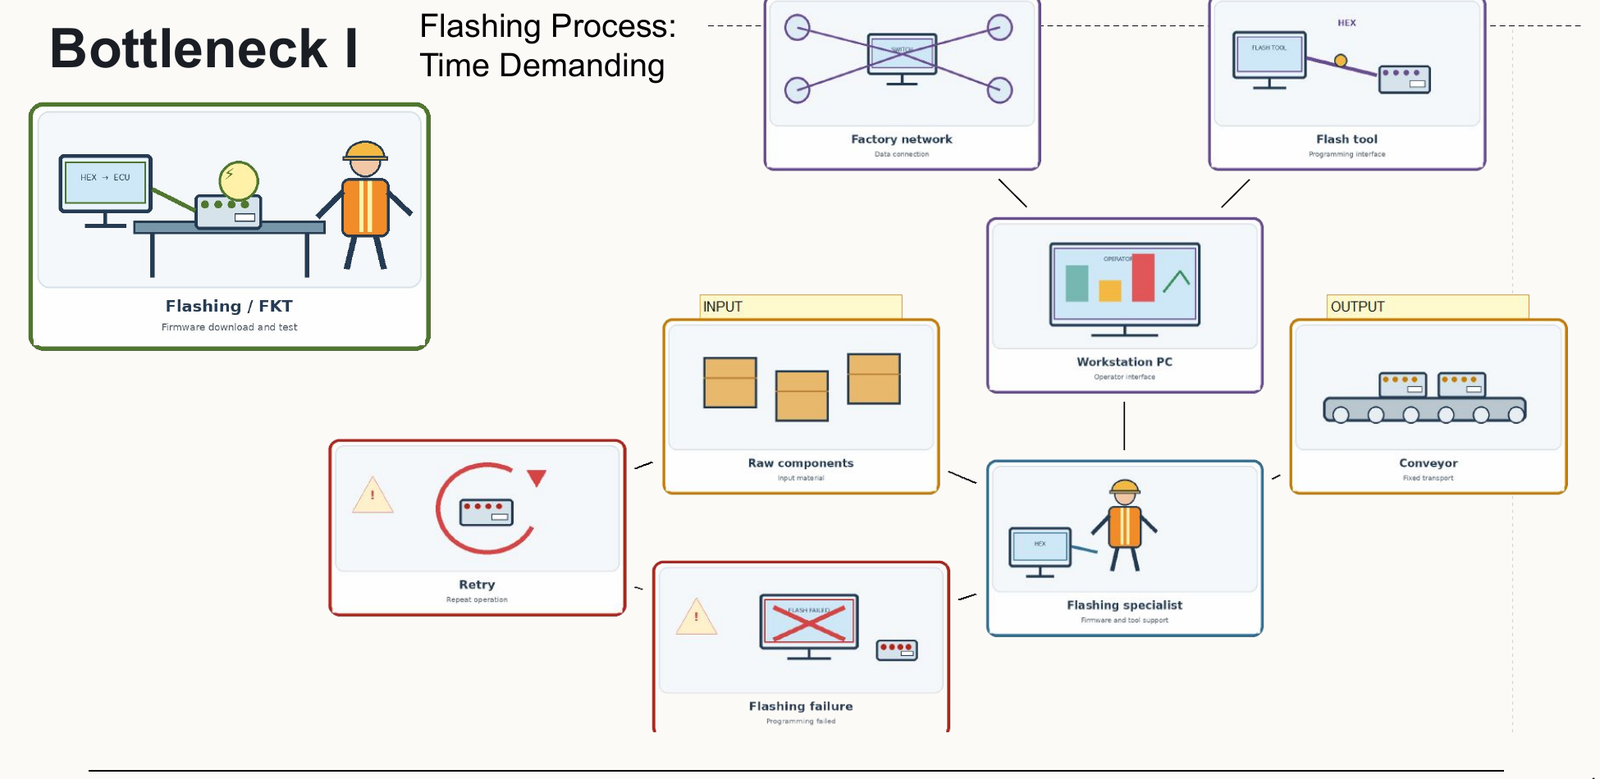 Bottleneck I
Flashing Process:
Time Demanding
HEX → ECU
Flashing / FKT
Firmware download and test
SWITCH
Factory network
Data connection
HEX
FLASH TOOL
Flash tool
Programming interface
OPERATOR
Workstation PC
Operator interface
INPUT
Raw components
Input material
OUTPUT
Conveyor
Fixed transport
!
Retry
Repeat operation
HEX
Flashing specialist
Firmware and tool support
!
FLASH FAILED
Flashing failure
Programming failed